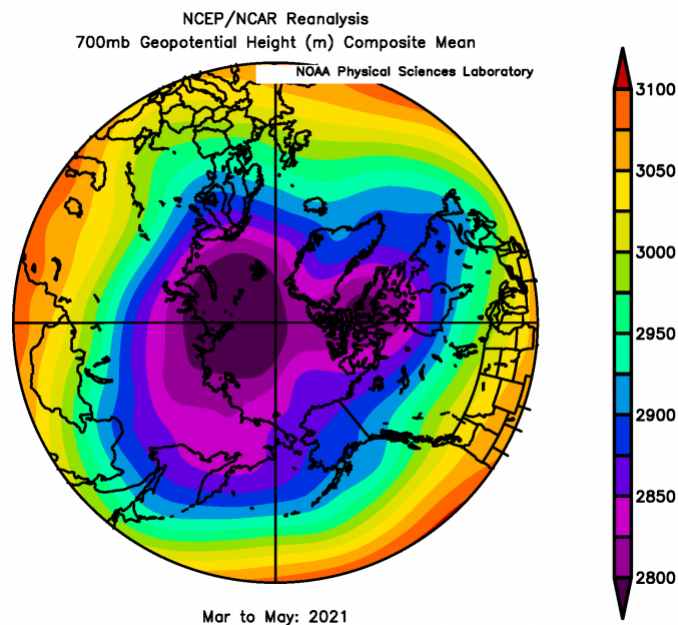 NCEP/NCAR Reanalysis
700mb Geopotential Height (m) Composite Mean
NOAA Physical Sciences Laboratory
3100
3050
3000
2950
2900
2850
2800
Mar to May: 2021